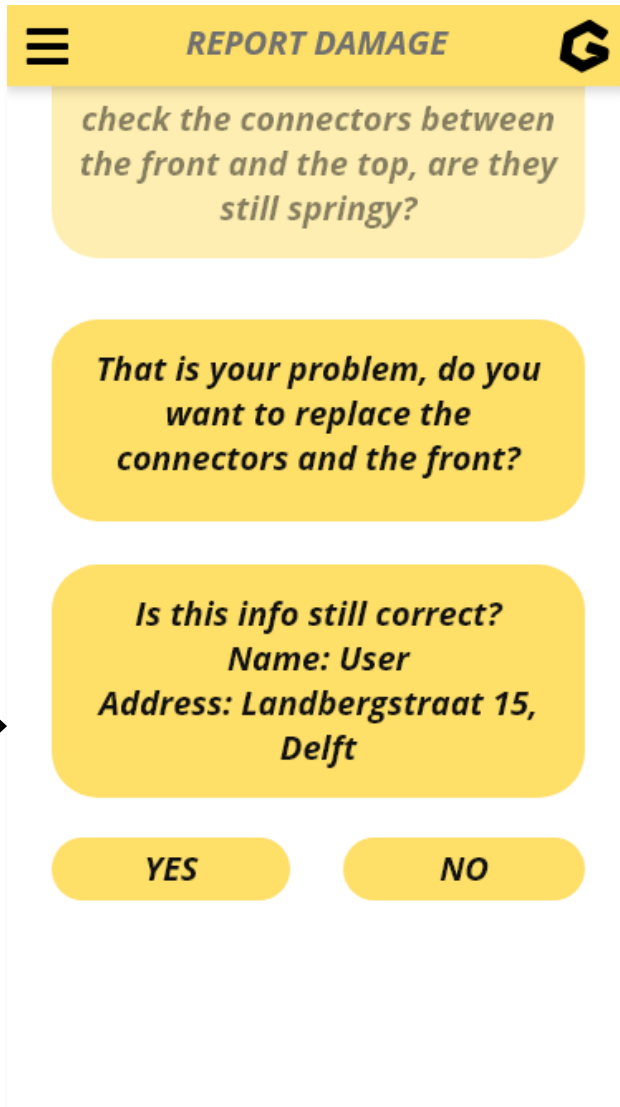 REPORT DAMAGE
check the connectors between
the front and the top, are they
still springy?
That is your problem, do you
want to replace the
connectors and the front?
Is this info still correct?
Name: User
Address: Landbergstraat 15,
Delft
YES
NO